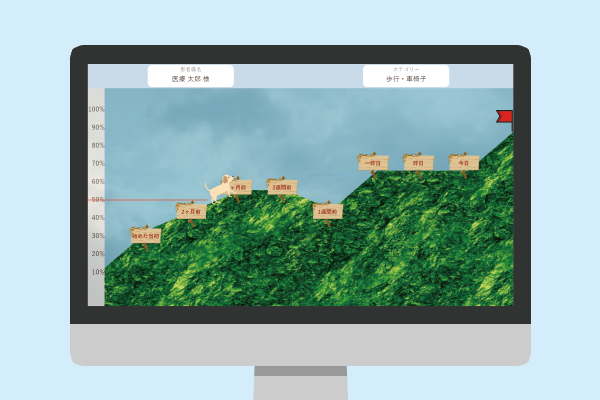 患者様名
医療 太郎 様
カテゴリー
歩行・車椅子
100%
90%
80%
70%
60%
50%
40%
30%
20%
10%
始めた当初
2ヶ月前
ヶ月前
2週間前
1週間前
一昨日
昨日
今日